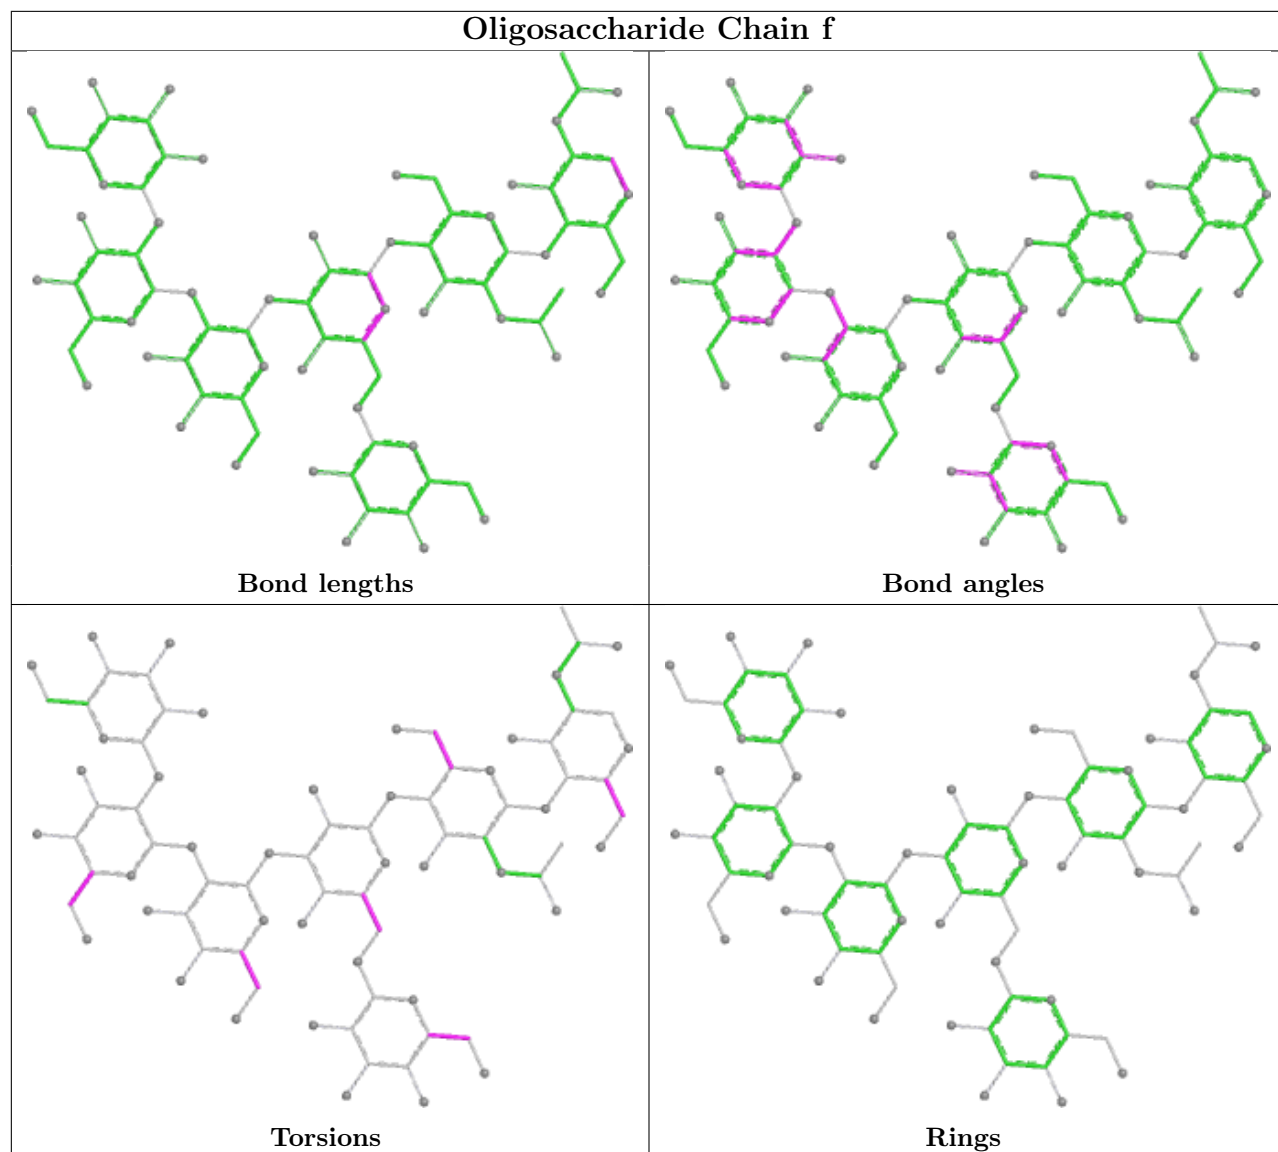 Oligosaccharide Chain f
Bond lengths
Bond angles
Torsions
Rings